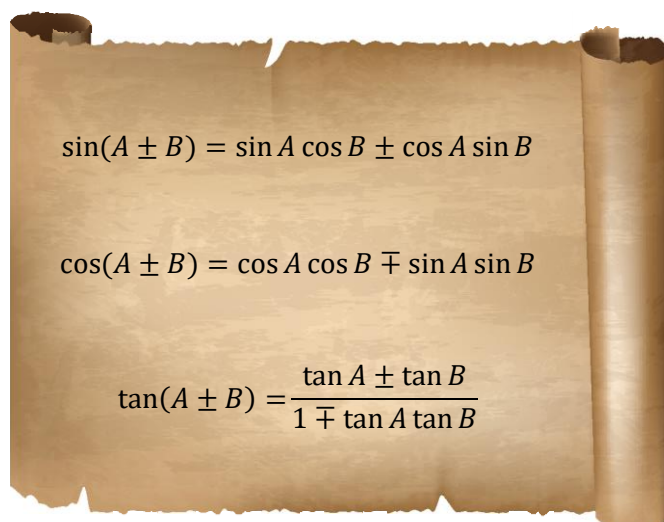 sin(A ± B) = sin A cos B ± cos A sin B
cos(A ± B) = cos A cos B ∓ sin A sin B
tan(A ± B) = (tan A ± tan B)/(1 ∓ tan A tan B)